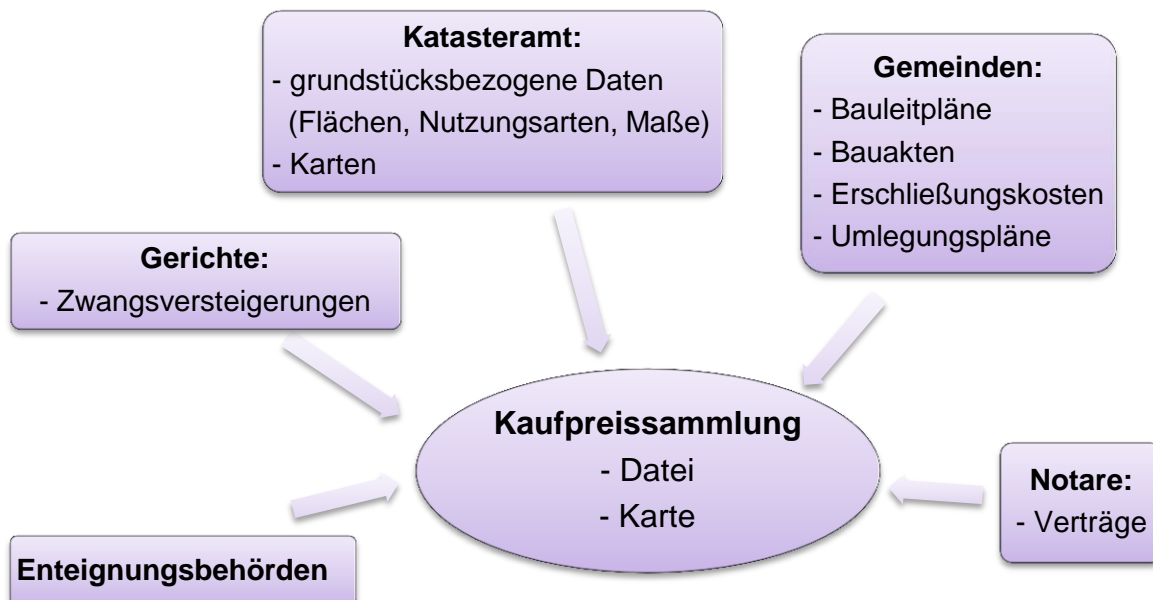 Katasteramt:
- grundstücksbezogene Daten
(Flächen, Nutzungsarten, Maße)
- Karten
Gemeinden:
- Bauleitpläne
- Bauakten
- Erschließungskosten
- Umlegungspläne
Gerichte:
- Zwangsversteigerungen
Kaufpreissammlung
- Datei
- Karte
Notare:
- Verträge
Enteignungsbehörden